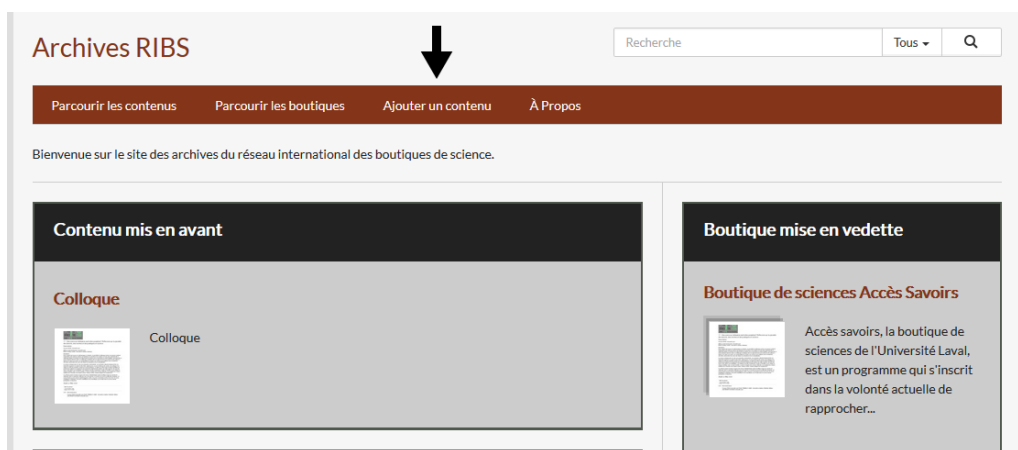 Archives RIBS
Recherche
Tous
Parcourir les contenus
Parcourir les boutiques
Ajouter un contenu
À Propos
Bienvenue sur le site des archives du réseau international des boutiques de science.
Contenu mis en avant
Colloque
Colloque
Boutique mise en vedette
Boutique de sciences Accès Savoirs
Accès savoirs, la boutique de
sciences de l'Université Laval,
est un programme qui s'inscrit
dans la volonté actuelle de
rapprocher...